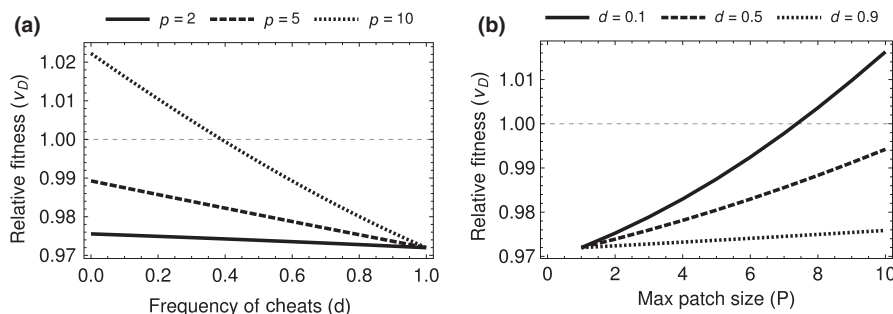 (a)
p = 2 p = 5 p = 10
Relative fitness (vD)
1.02
1.01
1.00
0.99
0.98
0.97
0.0 0.2 0.4 0.6 0.8 1.0
Frequency of cheats (d)
(b)
d = 0.1 d = 0.5 d = 0.9
Relative fitness (vD)
1.01
1.00
0.99
0.98
0.97
0 2 4 6 8 10
Max patch size (P)